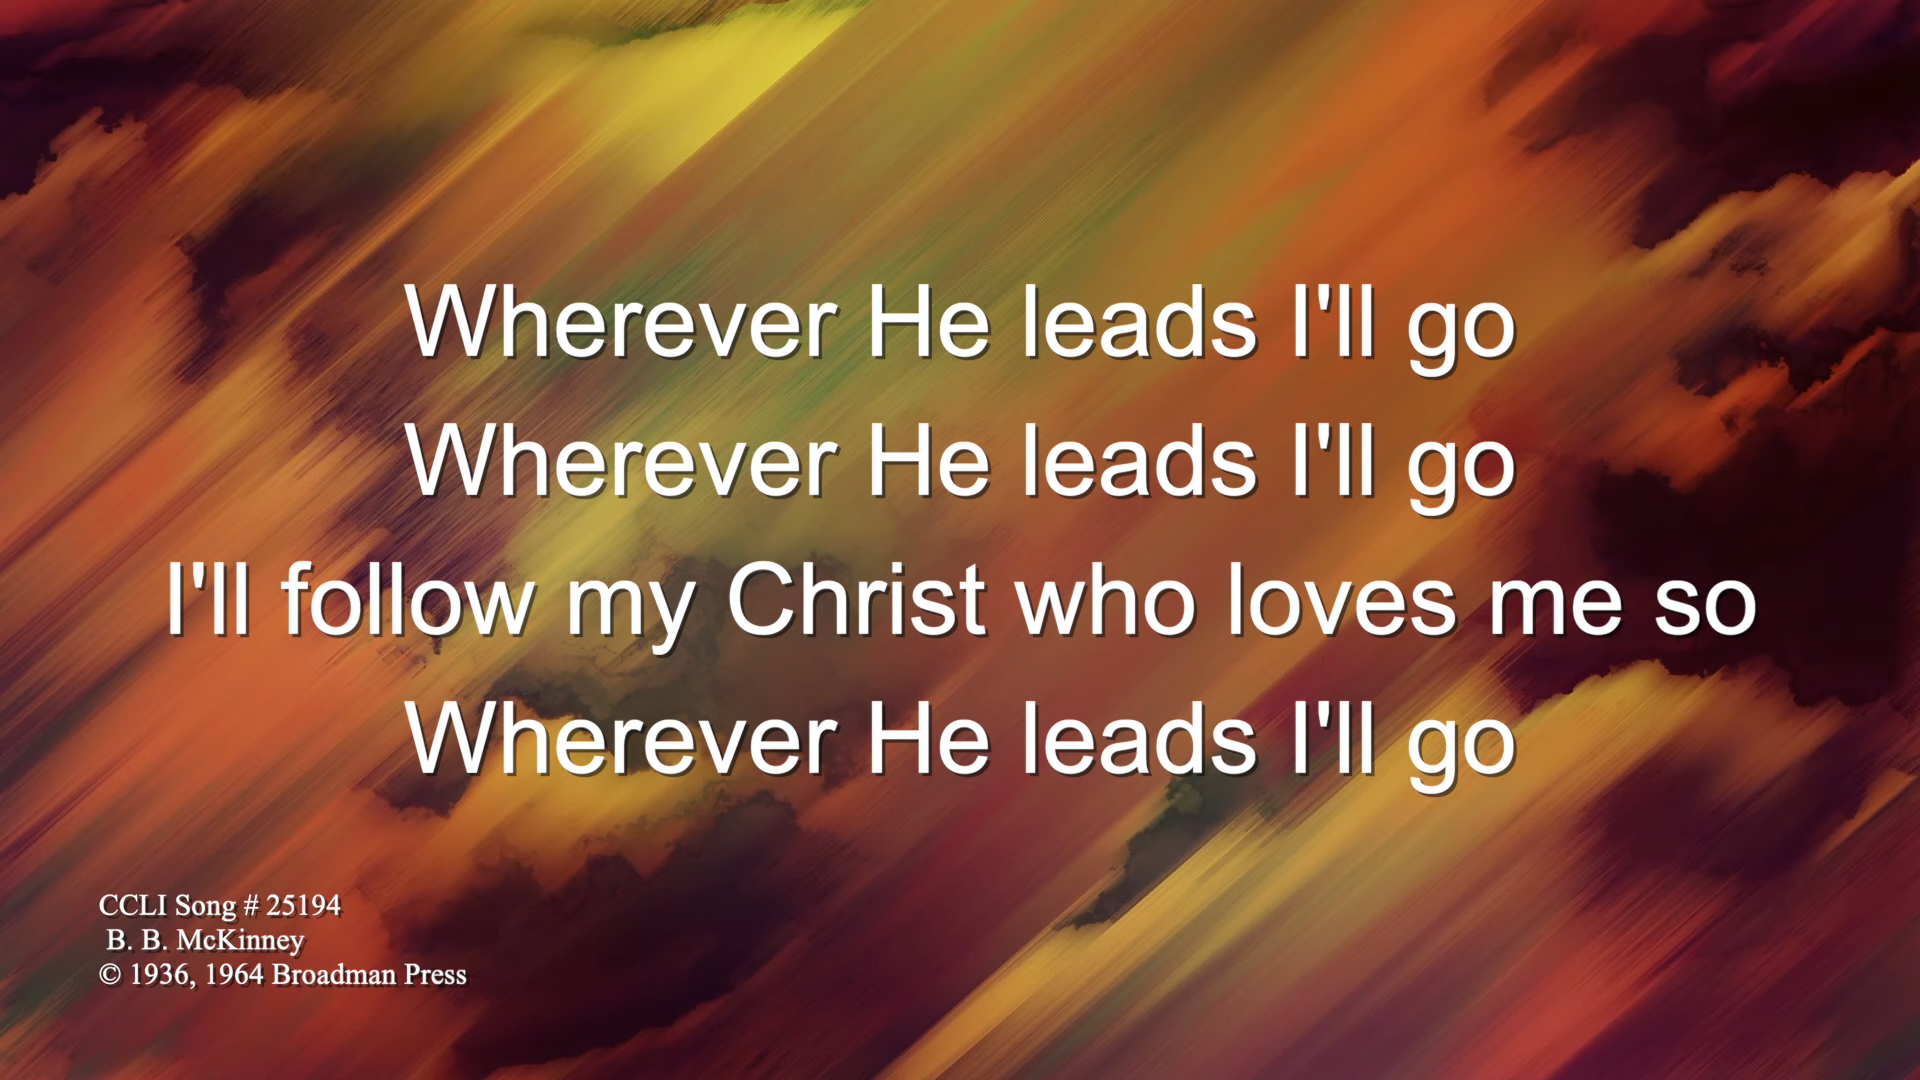 Wherever He leads I'll go
Wherever He leads I'll go
I'll follow my Christ who loves me so
Wherever He leads I'll go
CCLI Song # 25194
B. B. McKinney
© 1936, 1964 Broadman Press